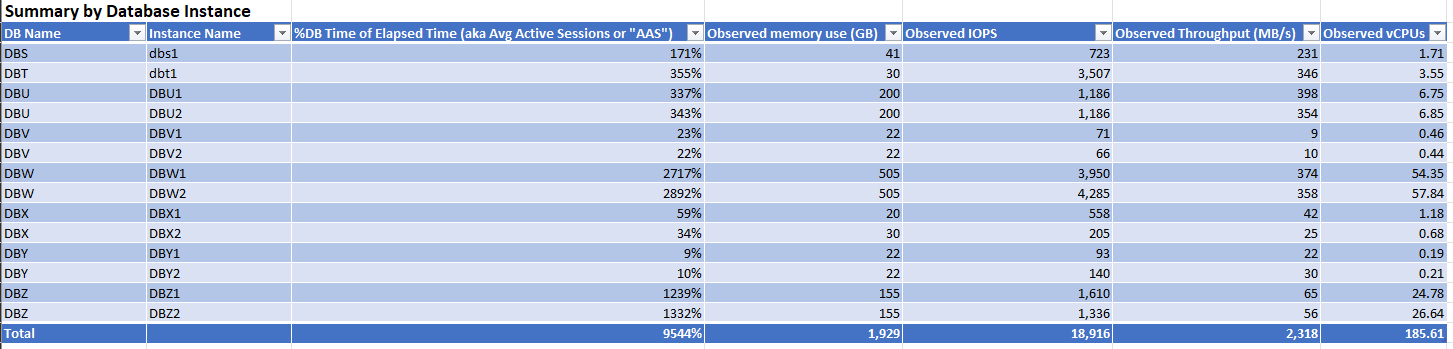 Summary by Database Instance
DB Name Instance Name %DB Time of Elapsed Time (aka Avg Active Sessions or "AAS") Observed memory use (GB) Observed IOPS Observed Throughput (MB/s) Observed vCPUs
DBS dbs1 171% 41 723 231 1.71
DBT dbt1 355% 30 3,507 346 3.55
DBU DBU1 337% 200 1,186 398 6.75
DBU DBU2 343% 200 1,186 354 6.85
DBV DBV1 23% 22 71 9 0.46
DBV DBV2 22% 22 66 10 0.44
DBW DBW1 2717% 505 3,950 374 54.35
DBW DBW2 2892% 505 4,285 358 57.84
DBX DBX1 59% 20 558 42 1.18
DBX DBX2 34% 30 205 25 0.68
DBY DBY1 9% 22 93 22 0.19
DBY DBY2 10% 22 140 30 0.21
DBZ DBZ1 1239% 155 1,610 65 24.78
DBZ DBZ2 1332% 155 1,336 56 26.64
Total 9544% 1,929 18,916 2,318 185.61